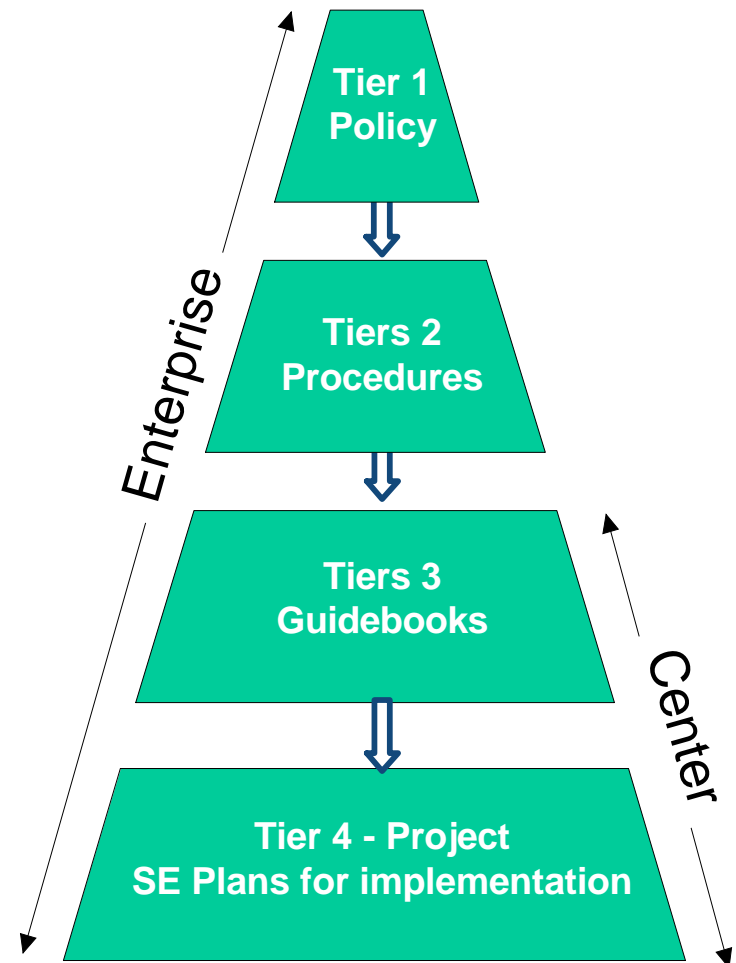 Tier 1
Policy
Enterprise
Tiers 2
Procedures
Tiers 3
Guidebooks
Center
Tier 4 - Project
SE Plans for implementation